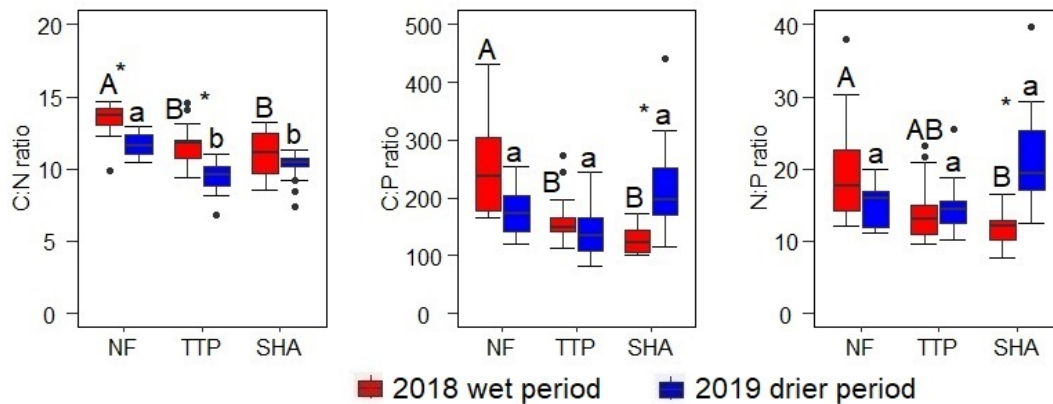 C:N ratio
20
15
10
5
0
A*
a
B
*
b
B
b
NF TTP SHA
C:P ratio
500
400
300
200
100
0
A
a
B
a
B
*
a
NF TTP SHA
N:P ratio
40
30
20
10
0
A
a
AB
a
B
*
a
NF TTP SHA
2018 wet period 2019 drier period